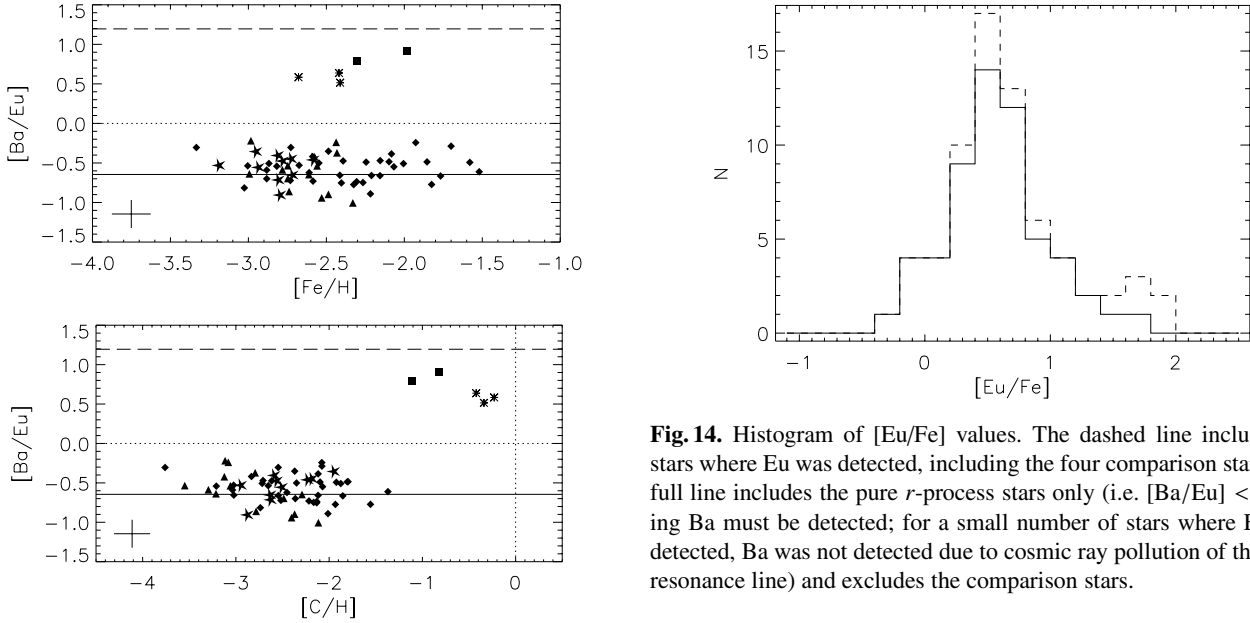 1.5
1.0
0.5
0.0
−0.5
−1.0
−1.5
[Ba/Eu]
−4.0 −3.5 −3.0 −2.5 −2.0 −1.5 −1.0
[Fe/H]
1.5
1.0
0.5
0.0
−0.5
−1.0
−1.5
[Ba/Eu]
−4 −3 −2 −1 0
[C/H]
15
10
5
0
N
−1 0 1 2
[Eu/Fe]
Fig. 14. Histogram of [Eu/Fe] values. The dashed line inclu
stars where Eu was detected, including the four comparison sta
full line includes the pure r-process stars only (i.e. [Ba/Eu] <
ing Ba must be detected; for a small number of stars where
detected, Ba was not detected due to cosmic ray pollution of th
resonance line) and excludes the comparison stars.